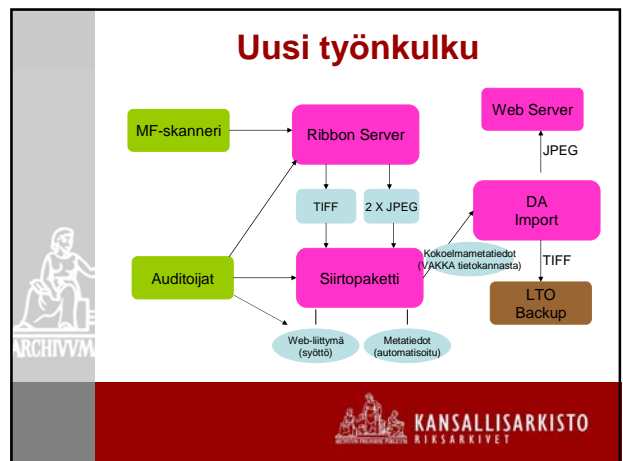 Uusi työnkulku
MF-skanneri
Ribbon Server
Web Server
JPEG
TIFF
2 X JPEG
DA
Import
Kokoelmametatiedot
(VAKKA tietokannasta)
TIFF
Auditoijat
Siirtopaketti
LTO
Backup
Web-liittymä
(syöttö)
Metatiedot
(automatisoitu)
ARCHIVVM
KANSALLISARKISTO
RIKSARKIVET